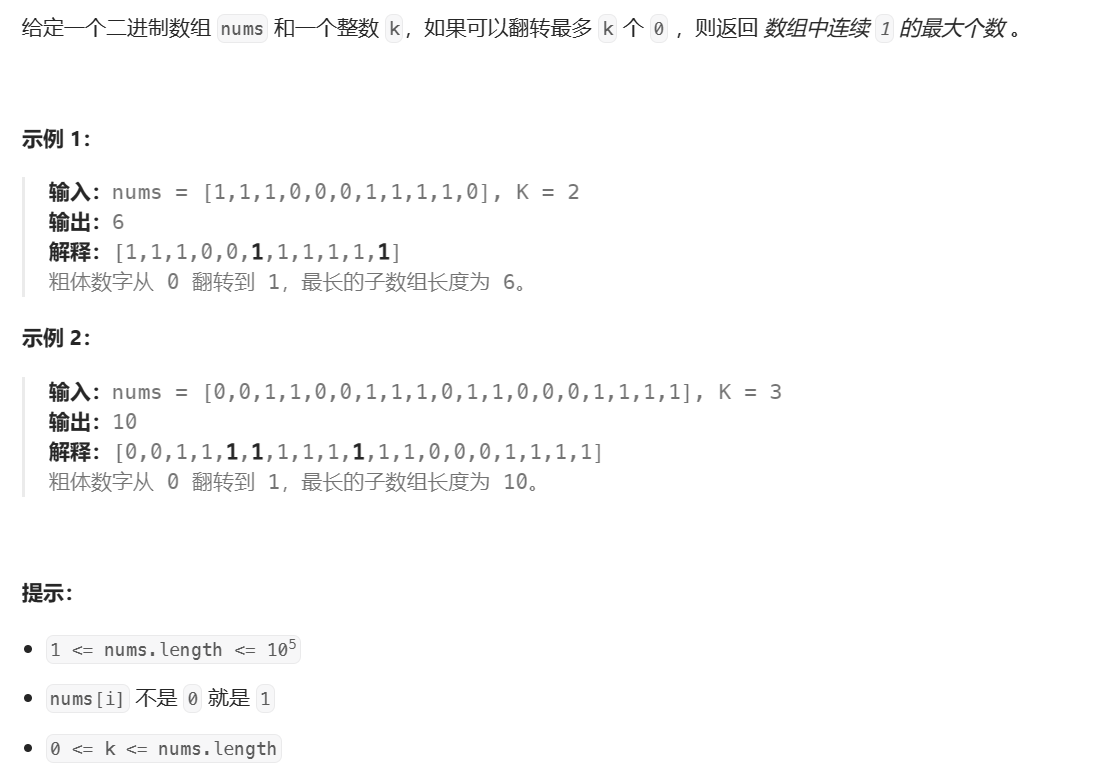 给定一个二进制数组 nums 和一个整数 k，如果可以翻转最多 k 个 0 ，则返回 数组中连续 1 的最大个数 。
示例 1：
输入：nums = [1,1,1,0,0,0,1,1,1,1,0], K = 2
输出：6
解释：[1,1,1,0,0,1,1,1,1,1,1]
粗体数字从 0 翻转到 1，最长的子数组长度为 6。
示例 2：
输入：nums = [0,0,1,1,0,0,1,1,1,0,1,1,0,0,0,1,1,1,1], K = 3
输出：10
解释：[0,0,1,1,1,1,1,1,1,1,1,1,0,0,0,1,1,1,1]
粗体数字从 0 翻转到 1，最长的子数组长度为 10。
提示：
• 1 <= nums.length <= 10⁵
• nums[i] 不是 0 就是 1
• 0 <= k <= nums.length